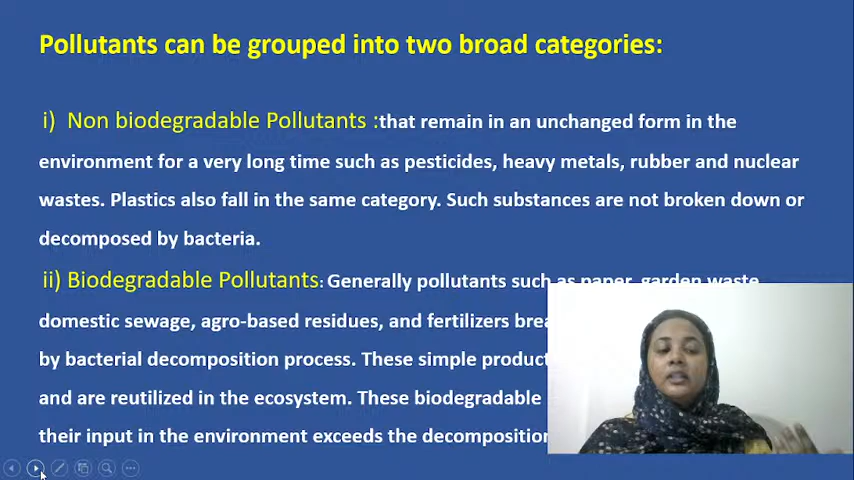 Pollutants can be grouped into two broad categories:
i) Non biodegradable Pollutants :that remain in an unchanged form in the
environment for a very long time such as pesticides, heavy metals, rubber and nuclear
wastes. Plastics also fall in the same category. Such substances are not broken down or
decomposed by bacteria.
ii) Biodegradable Pollutants: Generally pollutants such as paper, garden waste
domestic sewage, agro-based residues, and fertilizers
by bacterial decomposition process. These simple
and are reutilized in the ecosystem. These biodegradable
their input in the environment exceeds the